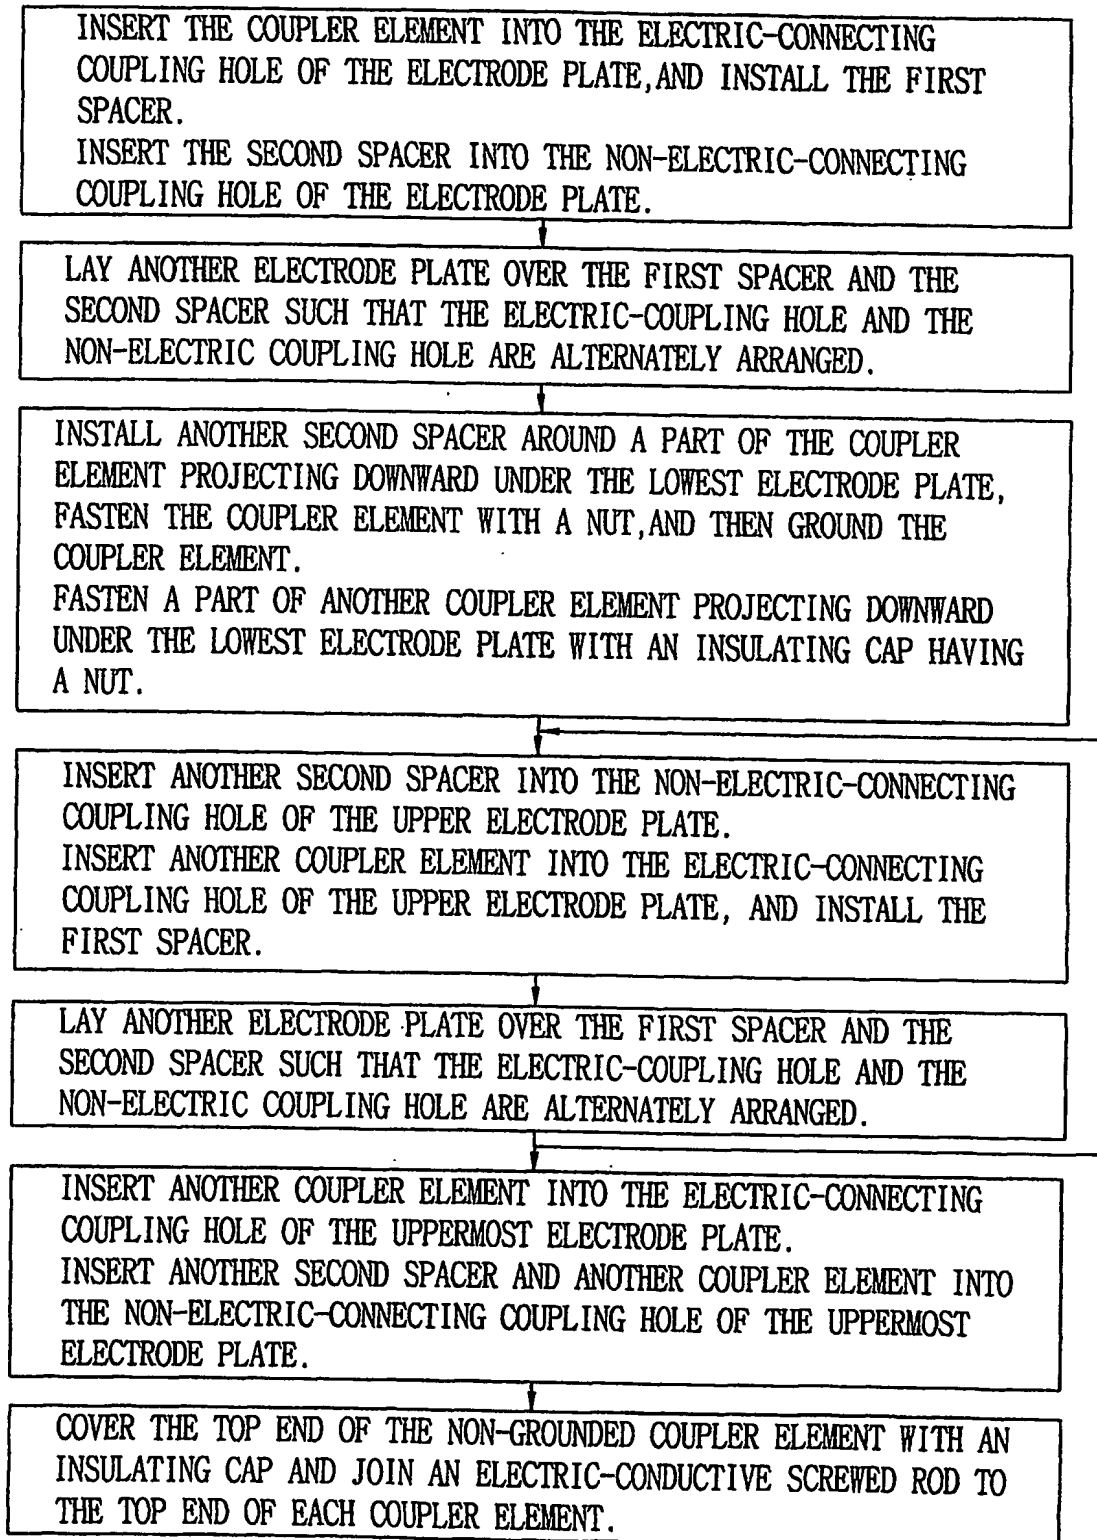 INSERT THE COUPLER ELEMENT INTO THE ELECTRIC-CONNECTING
COUPLING HOLE OF THE ELECTRODE PLATE,AND INSTALL THE FIRST
SPACER.
INSERT THE SECOND SPACER INTO THE NON-ELECTRIC-CONNECTING
COUPLING HOLE OF THE ELECTRODE PLATE.
LAY ANOTHER ELECTRODE PLATE OVER THE FIRST SPACER AND THE
SECOND SPACER SUCH THAT THE ELECTRIC-COUPLING HOLE AND THE
NON-ELECTRIC COUPLING HOLE ARE ALTERNATELY ARRANGED.
INSTALL ANOTHER SECOND SPACER AROUND A PART OF THE COUPLER
ELEMENT PROJECTING DOWNWARD UNDER THE LOWEST ELECTRODE PLATE,
FASTEN THE COUPLER ELEMENT WITH A NUT,AND THEN GROUND THE
COUPLER ELEMENT.
FASTEN A PART OF ANOTHER COUPLER ELEMENT PROJECTING DOWNWARD
UNDER THE LOWEST ELECTRODE PLATE WITH AN INSULATING CAP HAVING
A NUT.
INSERT ANOTHER SECOND SPACER INTO THE NON-ELECTRIC-CONNECTING
COUPLING HOLE OF THE UPPER ELECTRODE PLATE.
INSERT ANOTHER COUPLER ELEMENT INTO THE ELECTRIC-CONNECTING
COUPLING HOLE OF THE UPPER ELECTRODE PLATE, AND INSTALL THE
FIRST SPACER.
LAY ANOTHER ELECTRODE PLATE OVER THE FIRST SPACER AND THE
SECOND SPACER SUCH THAT THE ELECTRIC-COUPLING HOLE AND THE
NON-ELECTRIC COUPLING HOLE ARE ALTERNATELY ARRANGED.
INSERT ANOTHER COUPLER ELEMENT INTO THE ELECTRIC-CONNECTING
COUPLING HOLE OF THE UPPERMOST ELECTRODE PLATE.
INSERT ANOTHER SECOND SPACER AND ANOTHER COUPLER ELEMENT INTO
THE NON-ELECTRIC-CONNECTING COUPLING HOLE OF THE UPPERMOST
ELECTRODE PLATE.
COVER THE TOP END OF THE NON-GROUNDED COUPLER ELEMENT WITH AN
INSULATING CAP AND JOIN AN ELECTRIC-CONDUCTIVE SCREWED ROD TO
THE TOP END OF EACH COUPLER ELEMENT.